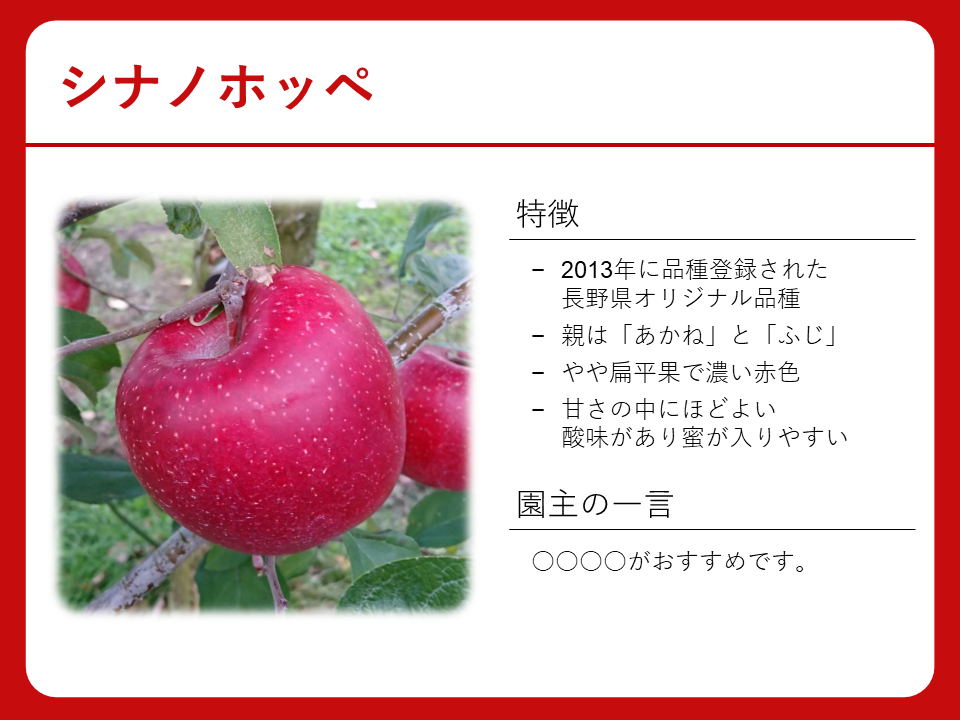 シナノホッペ
特徴
− 2013年に品種登録された
長野県オリジナル品種
− 親は「あかね」と「ふじ」
− やや扁平果で濃い赤色
− 甘さの中にほどよい
酸味があり蜜が入りやすい
園主の一言
○○○○がおすすめです。